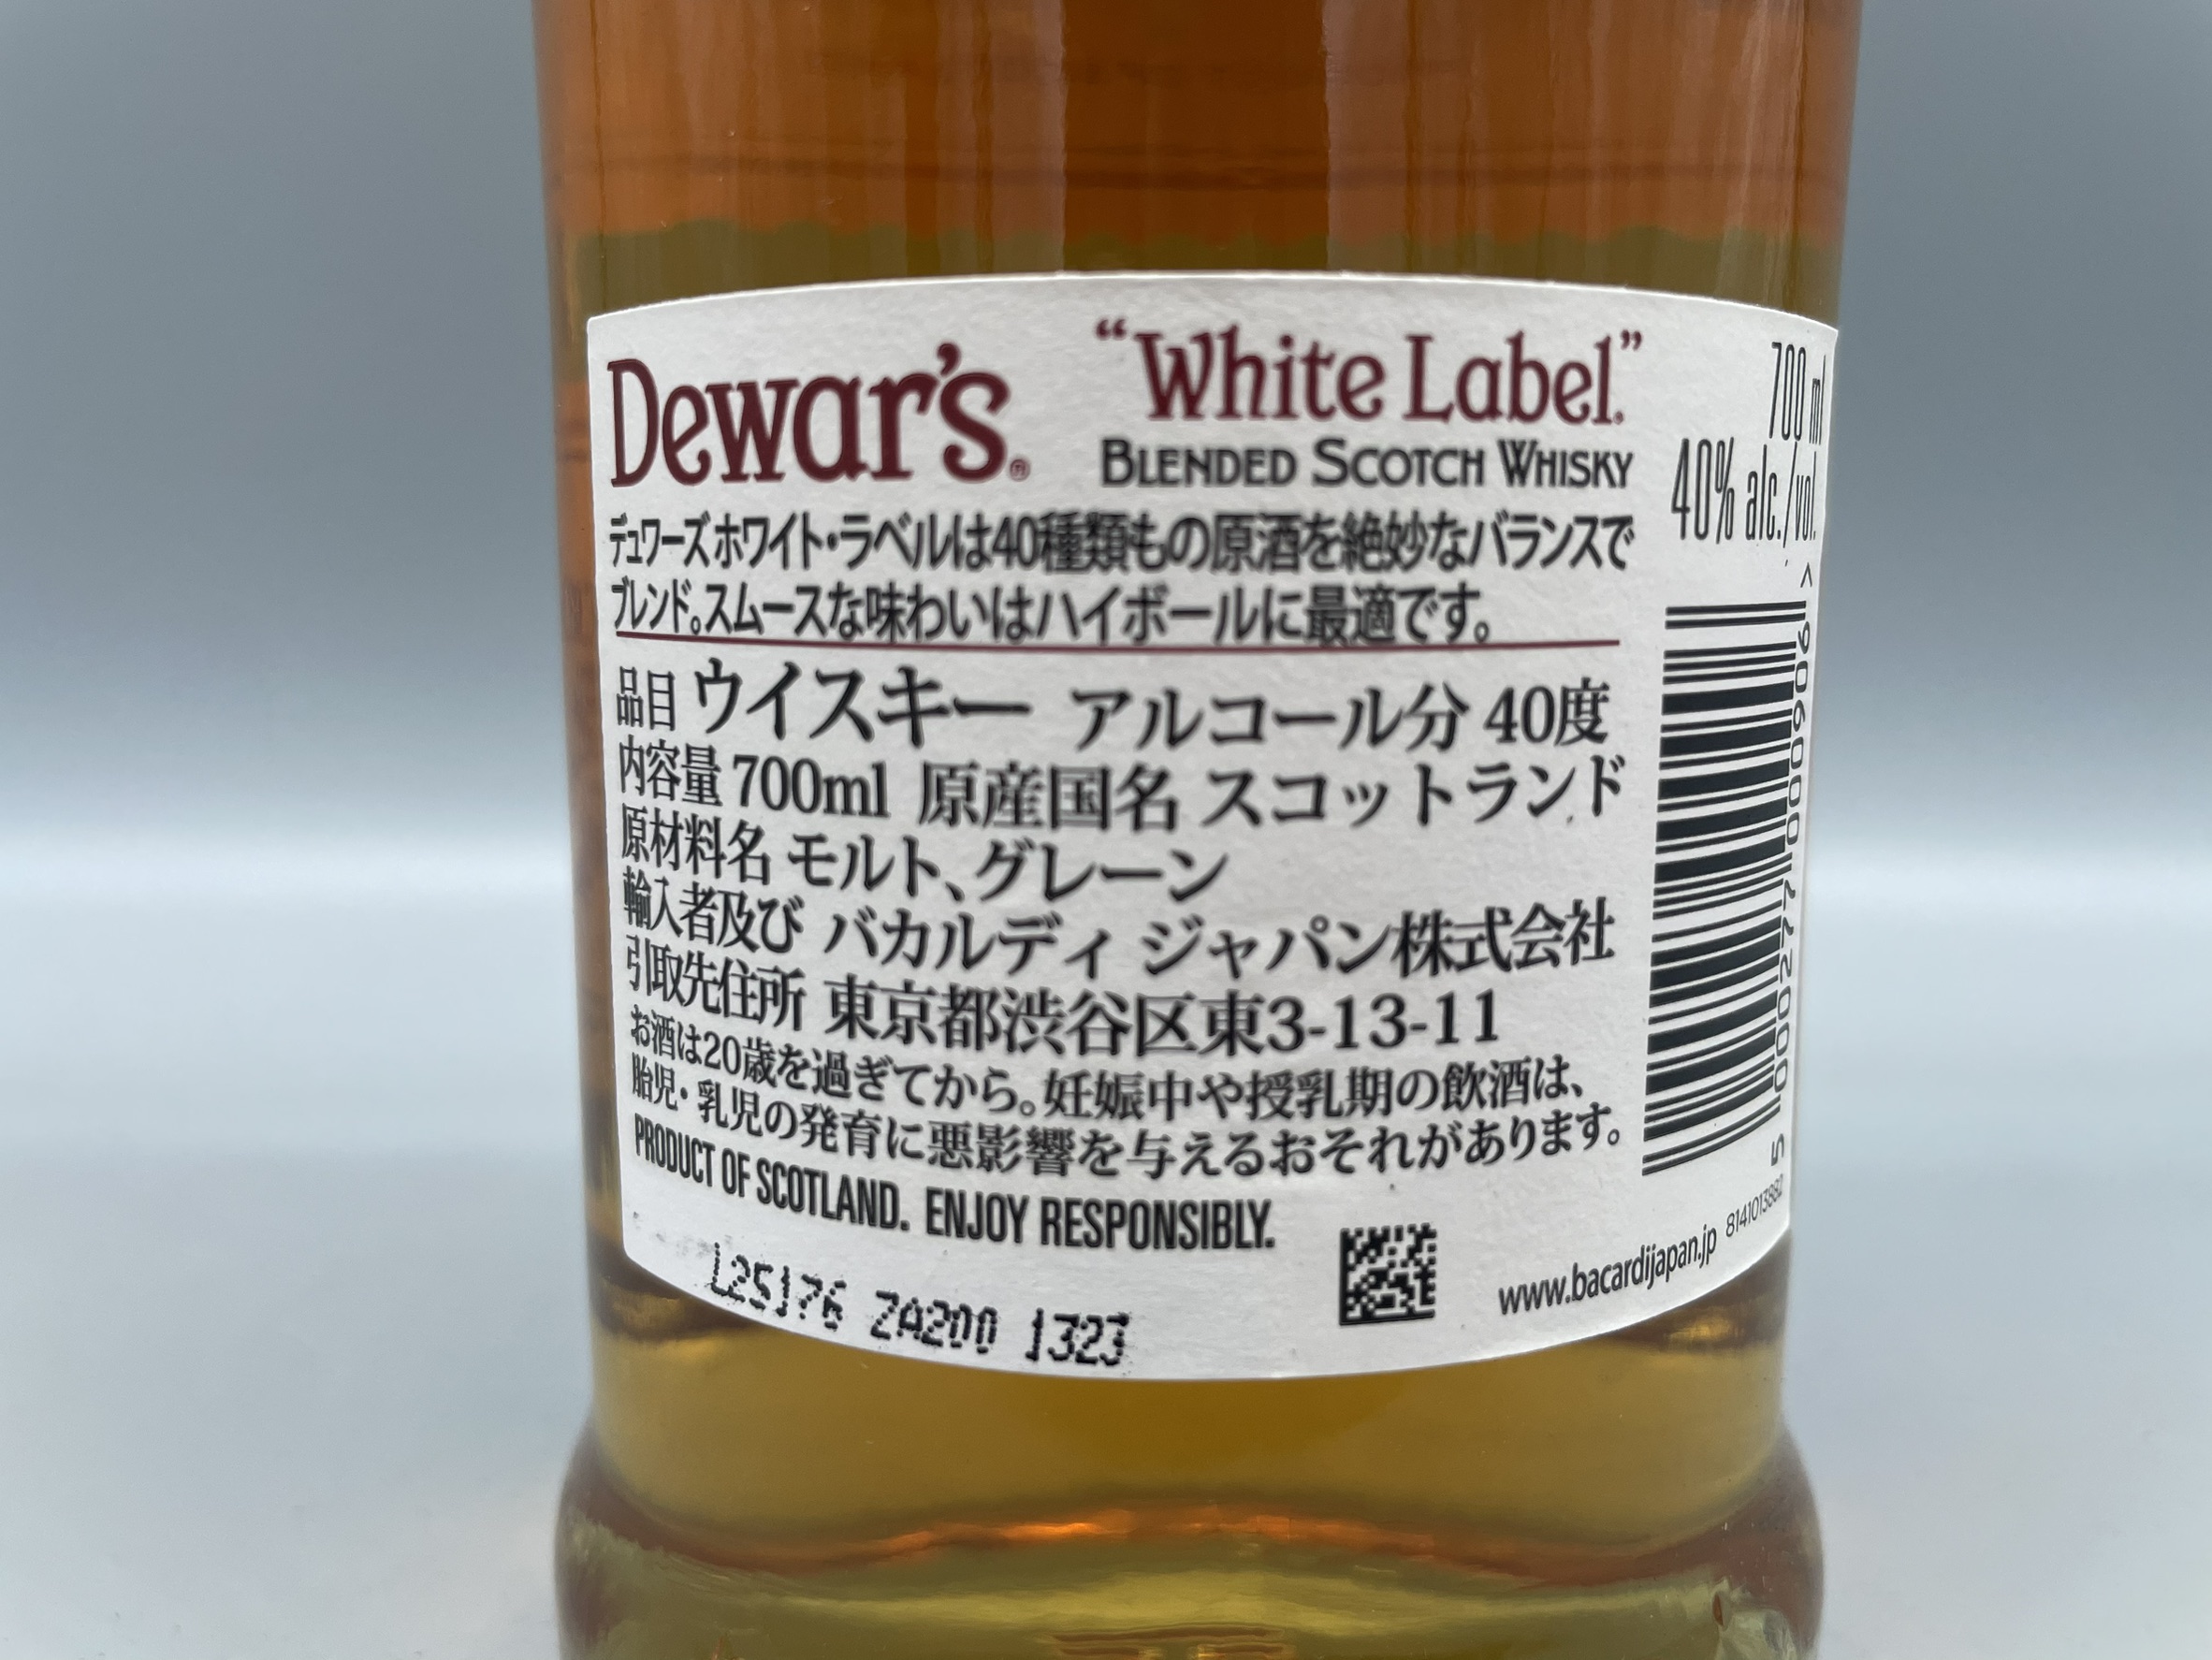 Dewar's® "White Label."
BLENDED SCOTCH WHISKY
デュワーズ ホワイト・ラベルは40種類もの原酒を絶妙なバランスで
ブレンド。スムースな味わいはハイボールに最適です。
品目 ウイスキー アルコール分 40度
内容量 700ml 原産国名 スコットランド
原材料名 モルト、グレーン
輸入者及び バカルディ ジャパン株式会社
引取先住所 東京都渋谷区東3-13-11
お酒は20歳を過ぎてから。妊娠中や授乳期の飲酒は、
胎児・乳児の発育に悪影響を与えるおそれがあります。
PRODUCT OF SCOTLAND. ENJOY RESPONSIBLY.
L25176 ZA200 1323
www.bacardijapan.jp
8141013882
700 ml
40% alc./vol.
5 000277 000906 >